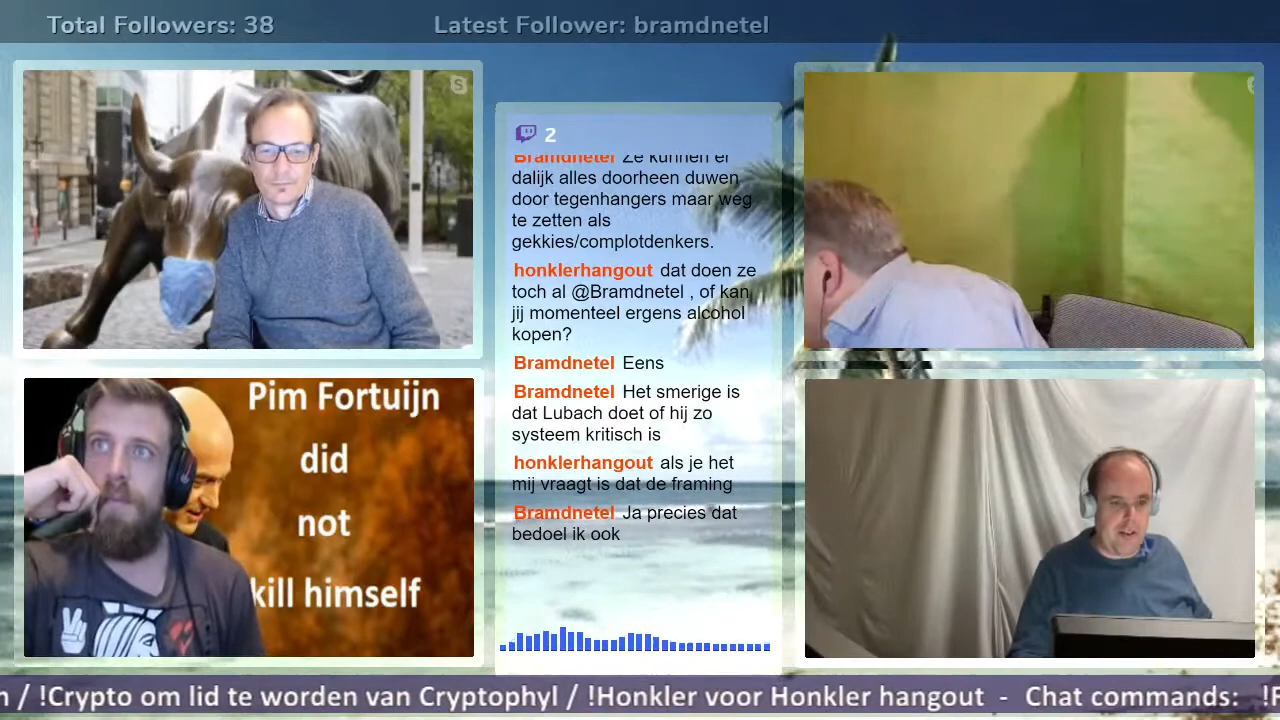 Total Followers: 38
Latest Follower: bramdnetel
2
Bramdnetel Ze kunnen er
dalijk alles doorheen duwen
door tegenhangers maar weg
te zetten als
gekkies/complotdenkers.
honklerhangout dat doen ze
toch al @Bramdnetel , of kan
jij momenteel ergens alcohol
kopen?
Bramdnetel Eens
Bramdnetel Het smerige is
dat Lubach doet of hij zo
systeem kritisch is
honklerhangout als je het
mij vraagt is dat de framing
Bramdnetel Ja precies dat
bedoel ik ook
Pim Fortuijn
did
not
kill himself
/ !Crypto om lid te worden van Cryptophyl / !Honkler voor Honkler hangout - Chat commands: